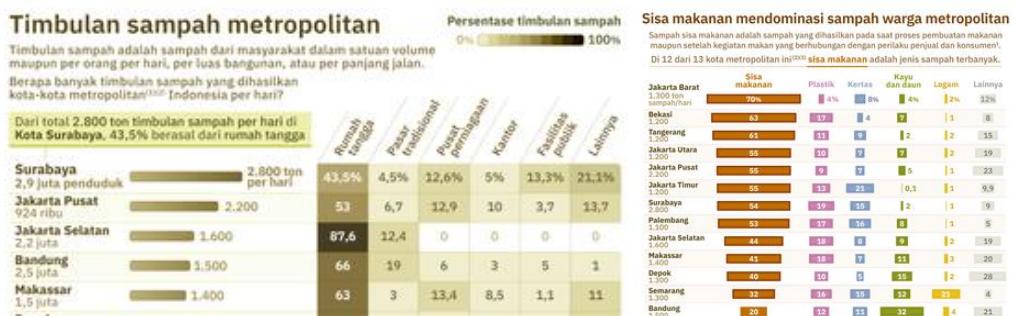 Timbulan sampah metropolitan
Timbulan sampah adalah sampah dari masyarakat dalam satuan volume
maupun per orang per hari, per luas bangunan, atau per panjang jalan.
Berapa banyak timbulan sampah yang dihasilkan
kota-kota metropolitan Indonesia per hari?
Persentase timbulan sampah
0% 100%
Dari total 2.800 ton timbulan sampah per hari di
Kota Surabaya, 43,5% berasal dari rumah tangga
Rumah tangga
Pasar tradisional
Pusat perniagaan
Kantor
Fasilitas publik
Lainnya
Surabaya
2,9 juta penduduk
2.800 ton per hari
43,5% 4,5% 12,6% 5% 13,3% 21,1%
Jakarta Pusat
924 ribu
2.200
53 6,7 12,9 10 3,7 13,7
Jakarta Selatan
2,2 juta
1.600
87,6 12,4 0 0 0 0
Bandung
2,5 juta
1.500
66 19 6 3 5 1
Makassar
1,5 juta
1.400
63 3 13,4 8,5 1,1 11
Sisa makanan mendominasi sampah warga metropolitan
Sampah sisa makanan adalah sampah yang dihasilkan pada saat proses pembuatan makanan
maupun setelah kegiatan makan yang berhubungan dengan perilaku penjual dan konsumen¹.
Di 12 dari 13 kota metropolitan ini sisa makanan adalah jenis sampah terbanyak.
Sisa makanan
Plastik
Kertas
Kayu dan daun
Logam
Lainnya
Jakarta Barat
1.300 ton
sampah/hari
70% 4% 8% 4% 2% 12%
Bekasi
1.200
63 17 4 7 1 8
Tangerang
1.200
61 11 9 2 2 15
Jakarta Utara
1.200
55 10 7 7 2 19
Jakarta Pusat
2.200
55 9 7 5 1 23
Jakarta Timur
1.200
55 13 21 0,1 1 9,9
Surabaya
2.800
54 19 15 2 1 9
Palembang
1.100
53 17 16 8 1 5
Jakarta Selatan
1.600
44 18 8 9 2 19
Makassar
1.400
41 18 7 11 3 20
Depok
1.300
40 10 5 15 2 28
Semarang
1.300
32 16 15 12 21 4
Bandung
1.500
20 12 11 32 4 21